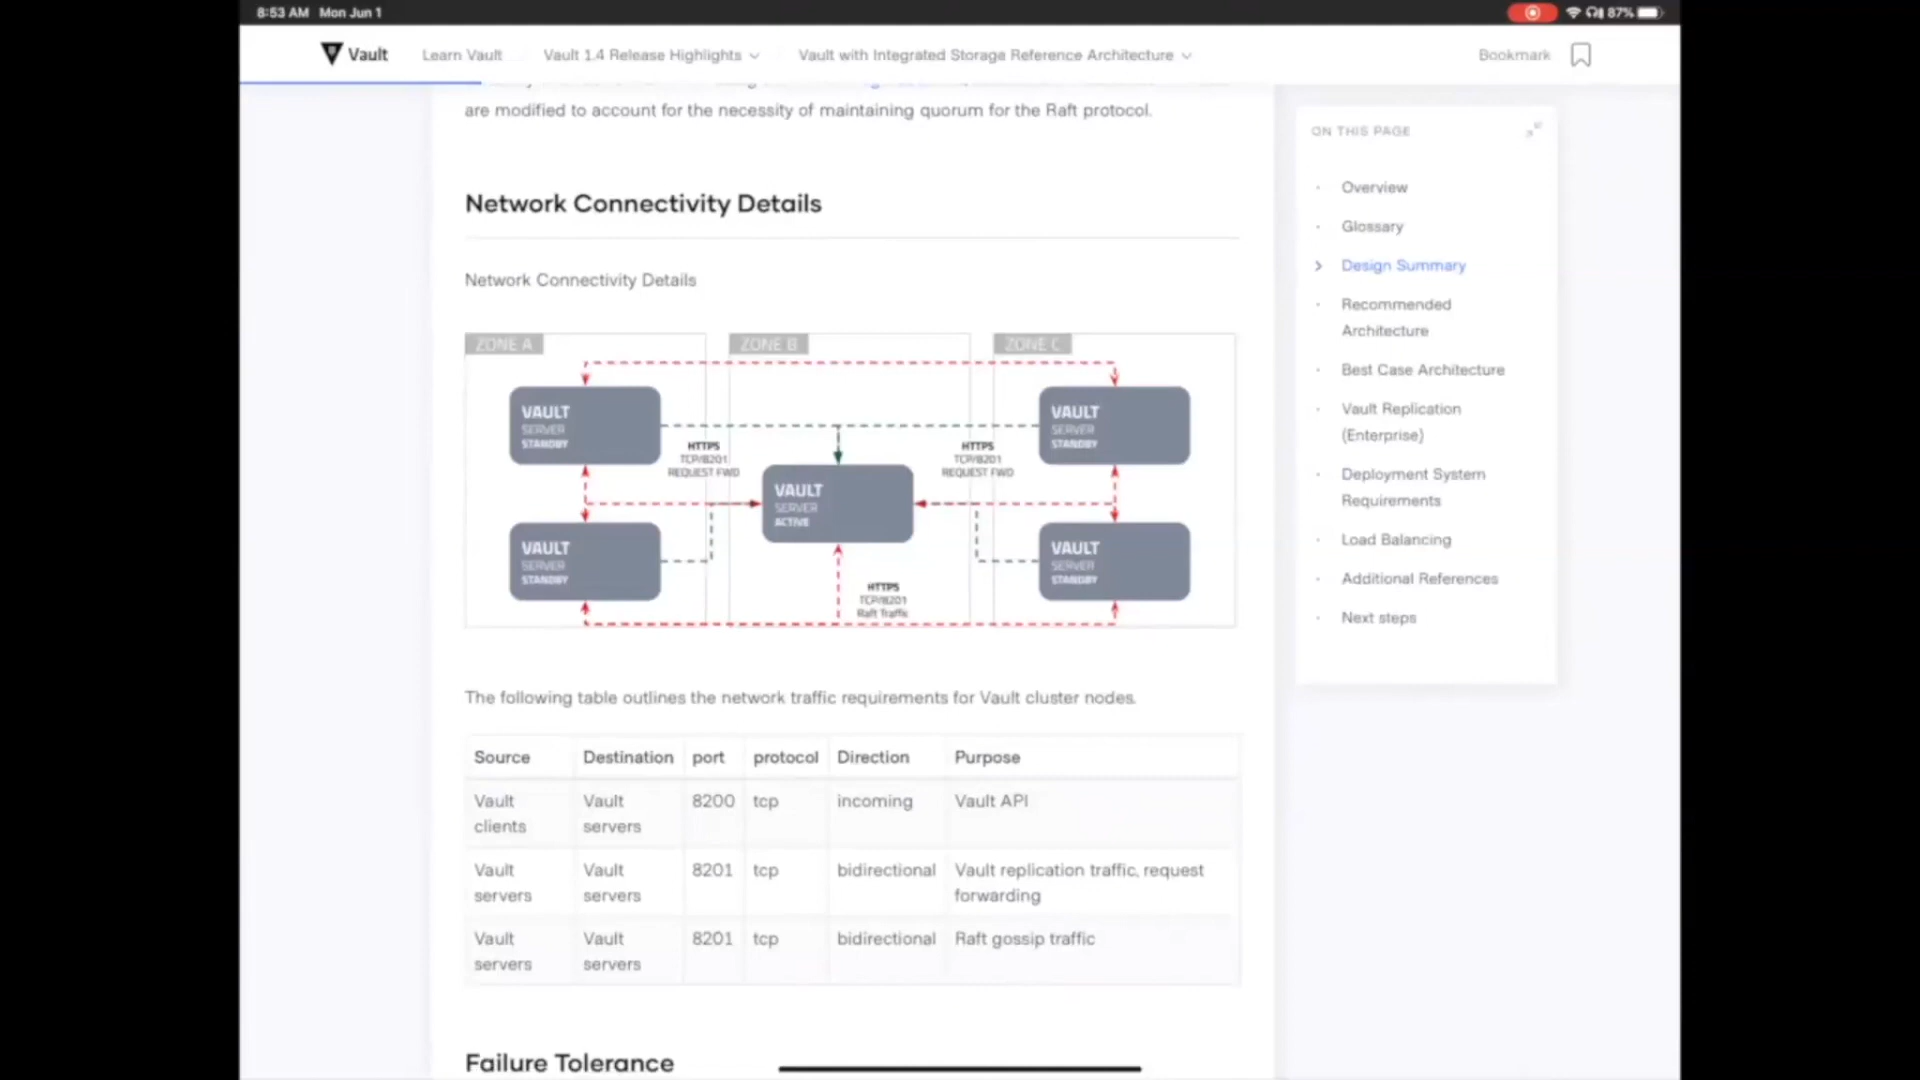 8:53 AM Mon Jun 1
87%
Vault
Learn Vault
Vault 1.4 Release Highlights
Vault with Integrated Storage Reference Architecture
Bookmark
are modified to account for the necessity of maintaining quorum for the Raft protocol.
Network Connectivity Details
Network Connectivity Details
ZONE A
ZONE B
ZONE C
VAULT
SERVER
STANDBY
VAULT
SERVER
STANDBY
HTTPS
TCP/8201
REQUEST FWD
HTTPS
TCP/8201
REQUEST FWD
VAULT
SERVER
ACTIVE
VAULT
SERVER
STANDBY
VAULT
SERVER
STANDBY
HTTPS
TCP/8201
Raft Traffic
The following table outlines the network traffic requirements for Vault cluster nodes.
Source Destination port protocol Direction Purpose
Vault clients Vault servers 8200 tcp incoming Vault API
Vault servers Vault servers 8201 tcp bidirectional Vault replication traffic, request forwarding
Vault servers Vault servers 8201 tcp bidirectional Raft gossip traffic
Failure Tolerance
ON THIS PAGE
Overview
Glossary
Design Summary
Recommended
Architecture
Best Case Architecture
Vault Replication
(Enterprise)
Deployment System
Requirements
Load Balancing
Additional References
Next steps